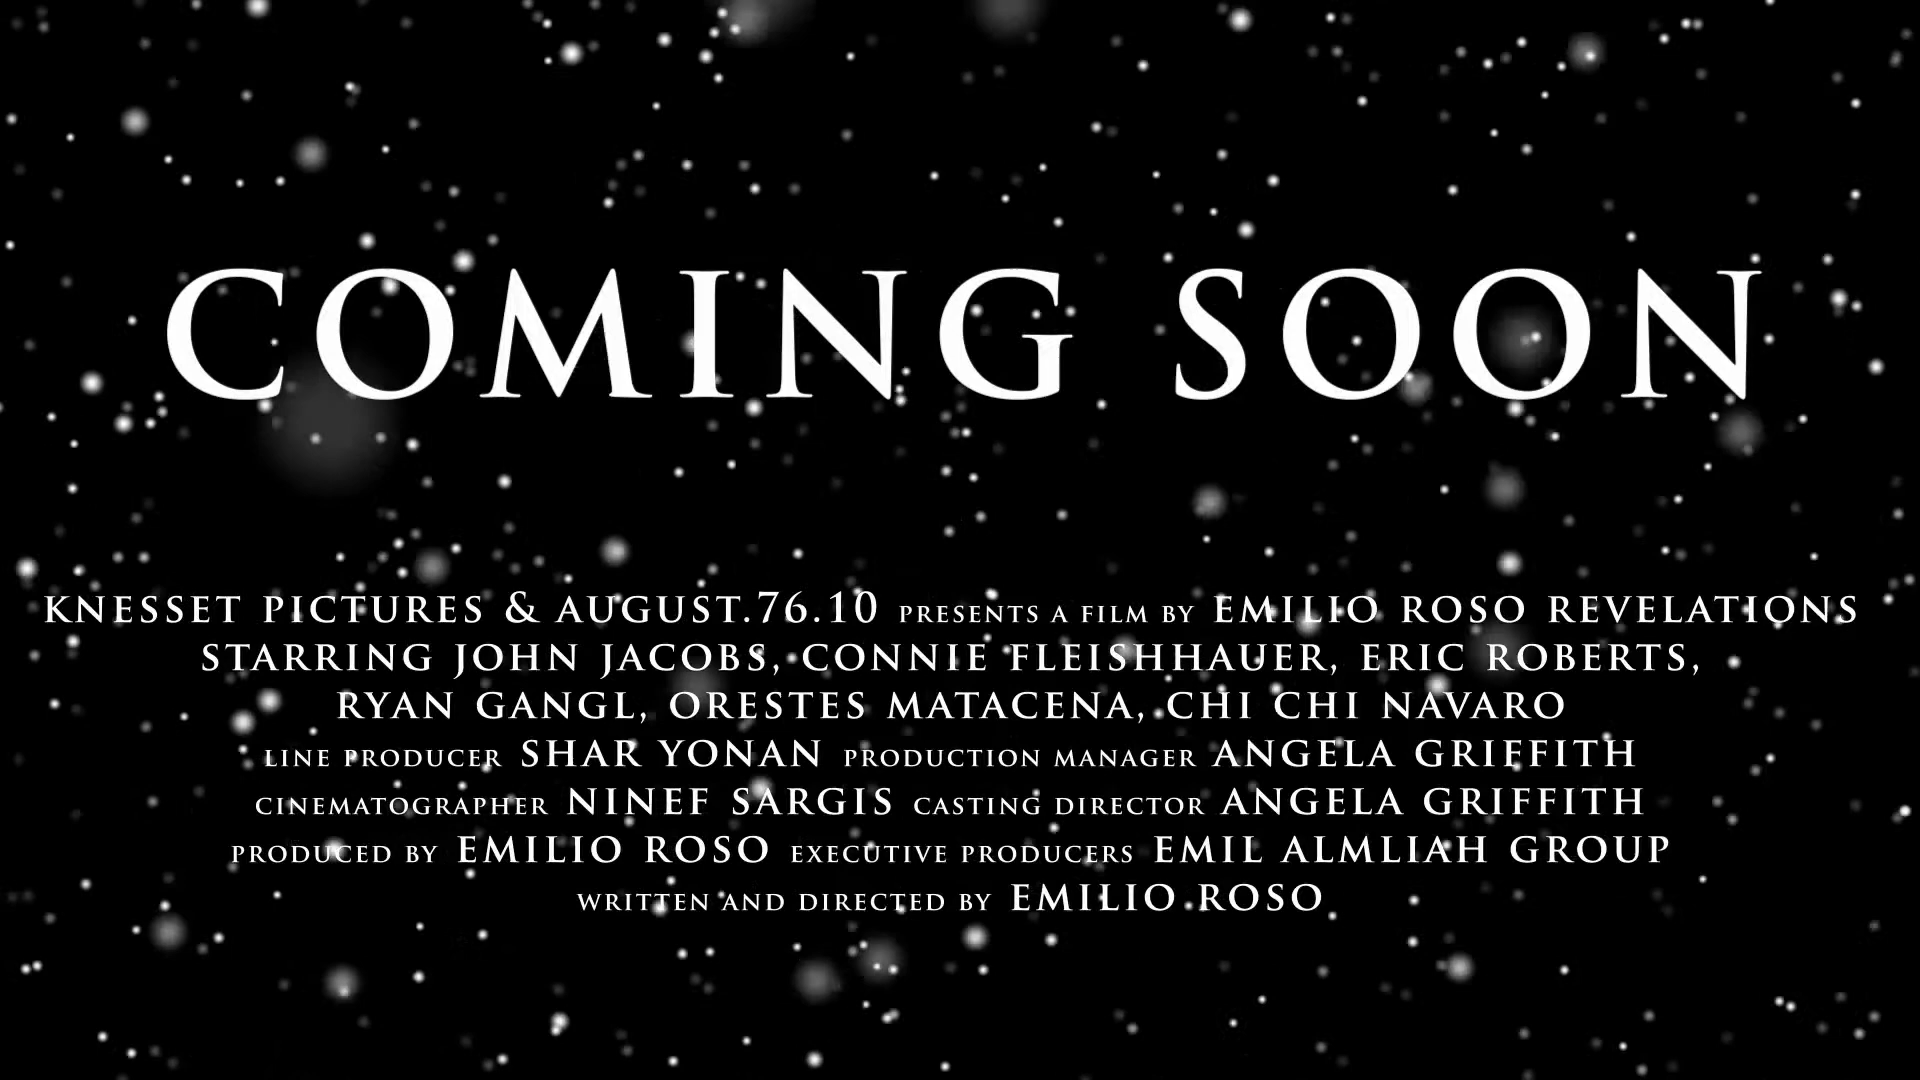 COMING SOON
KNESSET PICTURES & AUGUST.76.10 PRESENTS A FILM BY EMILIO ROSO REVELATIONS
STARRING JOHN JACOBS, CONNIE FLEISHHAUER, ERIC ROBERTS,
RYAN GANGL, ORESTES MATACENA, CHI CHI NAVARO
LINE PRODUCER SHAR YONAN PRODUCTION MANAGER ANGELA GRIFFITH
CINEMATOGRAPHER NINEF SARGIS CASTING DIRECTOR ANGELA GRIFFITH
PRODUCED BY EMILIO ROSO EXECUTIVE PRODUCERS EMIL ALMLIAH GROUP
WRITTEN AND DIRECTED BY EMILIO ROSO